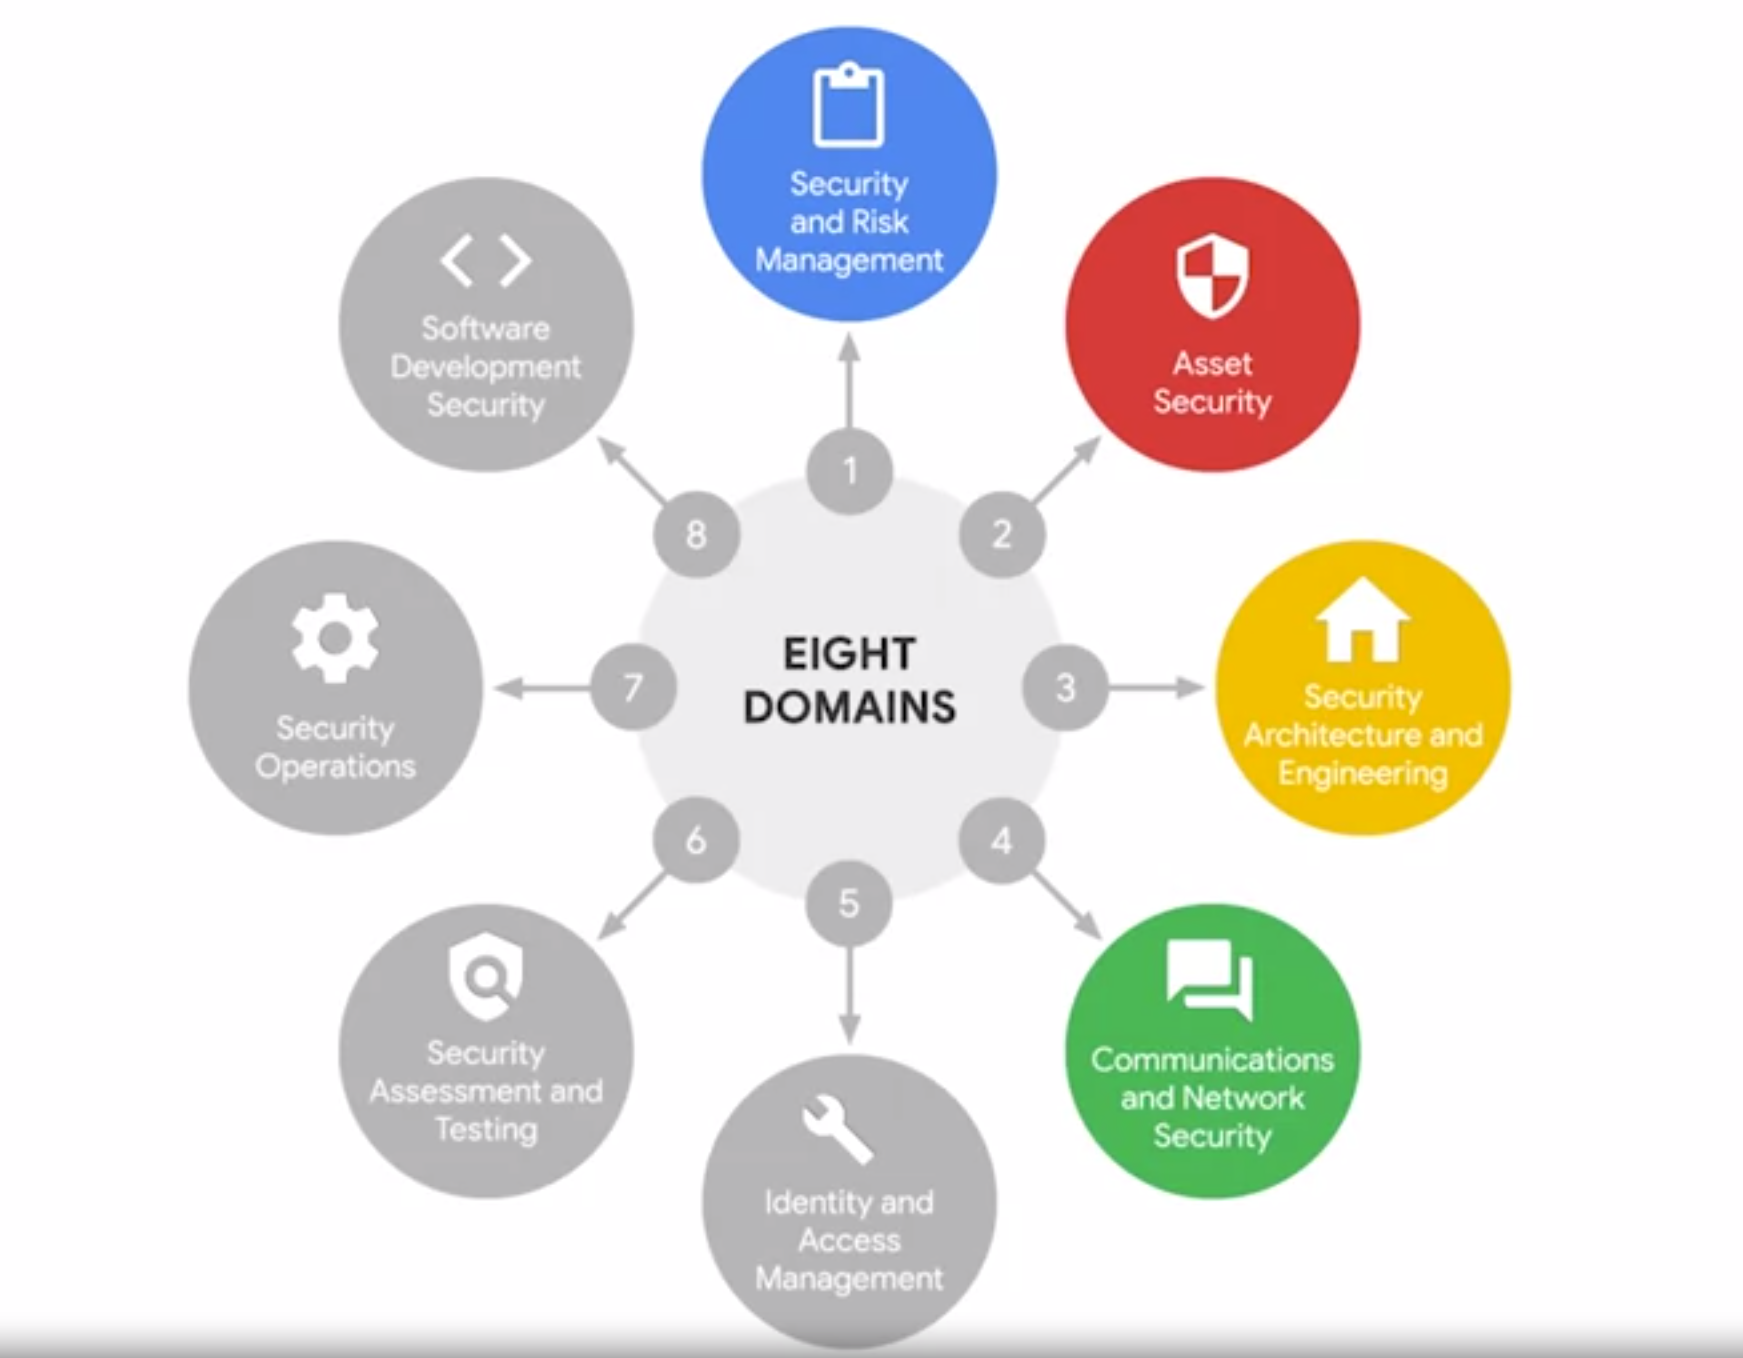 EIGHT
DOMAINS
1
Security
and Risk
Management
2
Asset
Security
3
Security
Architecture and
Engineering
4
Communications
and Network
Security
5
Identity and
Access
Management
6
Security
Assessment and
Testing
7
Security
Operations
8
Software
Development
Security